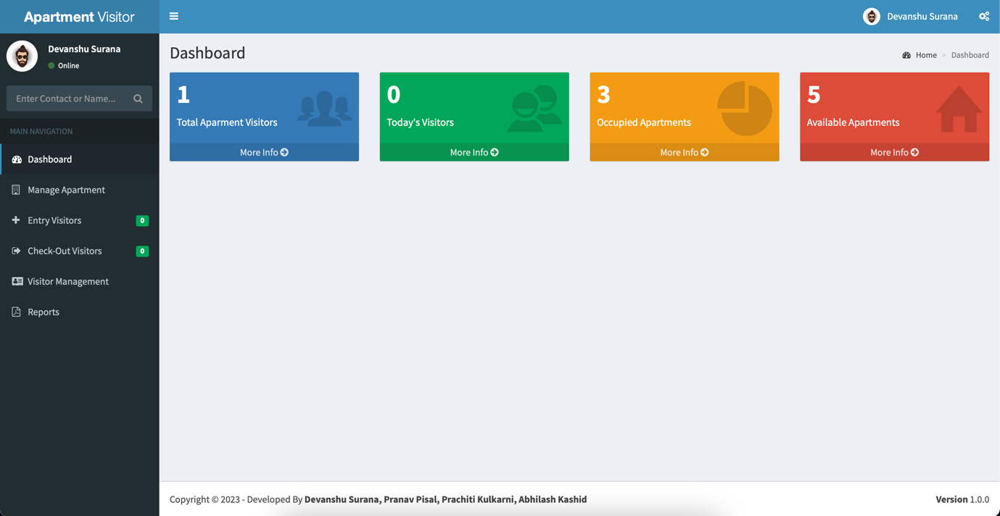 Apartment Visitor
Devanshu Surana
Devanshu Surana
Online
Enter Contact or Name...
MAIN NAVIGATION
Dashboard
Manage Apartment
Entry Visitors 0
Check-Out Visitors 0
Visitor Management
Reports
Dashboard
Home > Dashboard
1
Total Aparment Visitors
More Info
0
Today's Visitors
More Info
3
Occupied Apartments
More Info
5
Available Apartments
More Info
Copyright © 2023 - Developed By Devanshu Surana, Pranav Pisal, Prachiti Kulkarni, Abhilash Kashid
Version 1.0.0